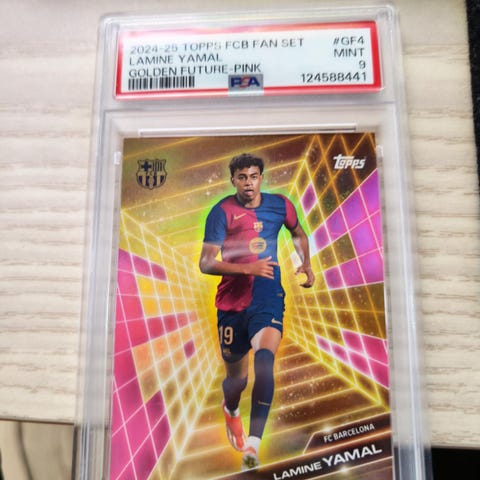 2024-25 TOPPS FCB FAN SET #GF4
LAMINE YAMAL MINT
GOLDEN FUTURE-PINK 9
PSA 124588441
Topps
19
FC BARCELONA
LAMINE YAMAL